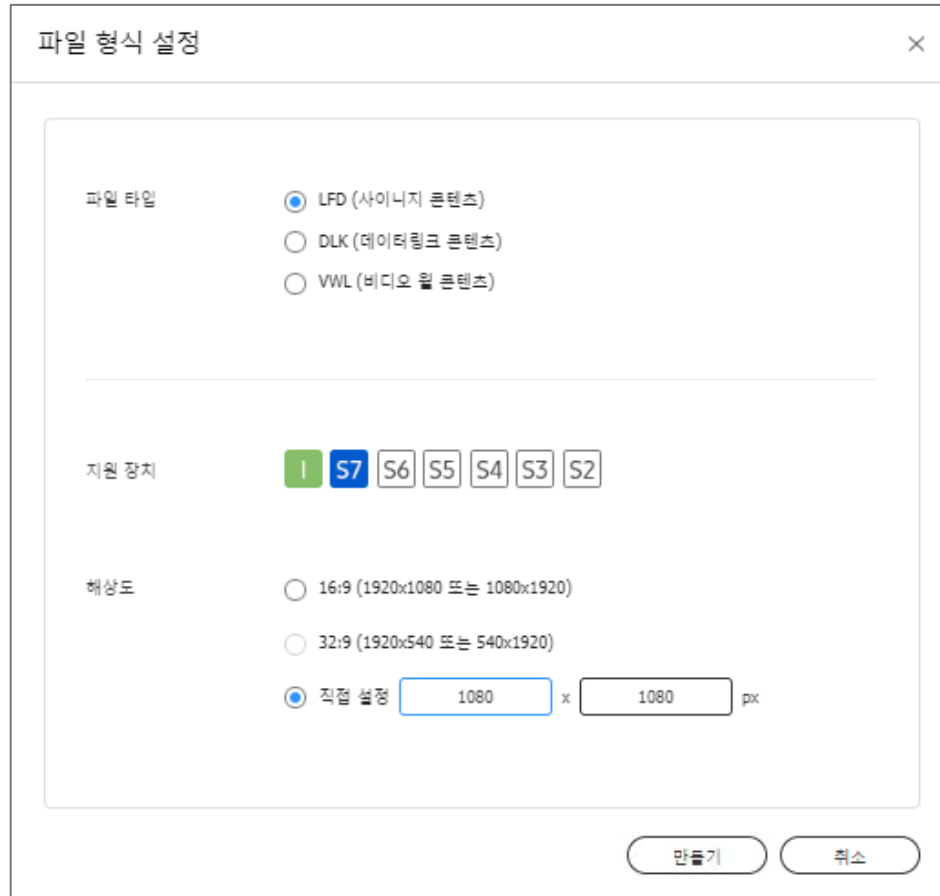 파일 형식 설정
파일 타입
LFD (사이니지 콘텐츠)
DLK (데이터링크 콘텐츠)
VWL (비디오 월 콘텐츠)
지원 장치
I S7 S6 S5 S4 S3 S2
해상도
16:9 (1920x1080 또는 1080x1920)
32:9 (1920x540 또는 540x1920)
직접 설정 1080 x 1080 px
만들기 취소